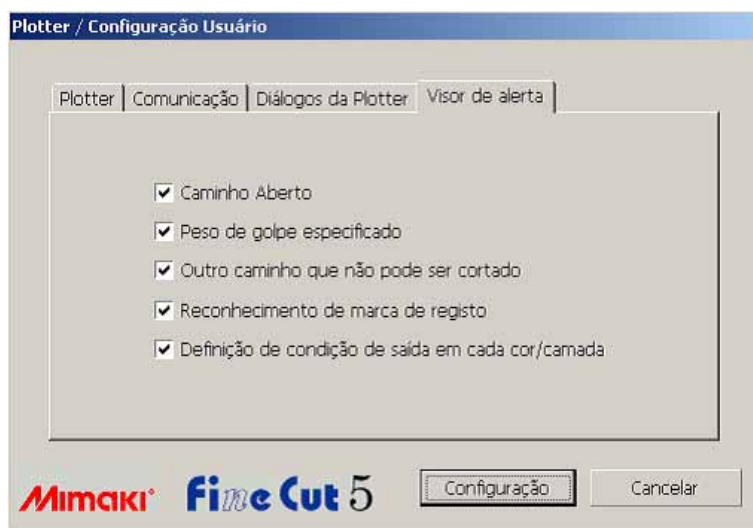 Plotter / Configuração Usuário
Plotter Comunicação Diálogos da Plotter Visor de alerta
Caminho Aberto
Peso de golpe especificado
Outro caminho que não pode ser cortado
Reconhecimento de marca de registo
Definição de condição de saída em cada cor/camada
Mimaki Fine Cut 5 Configuração Cancelar